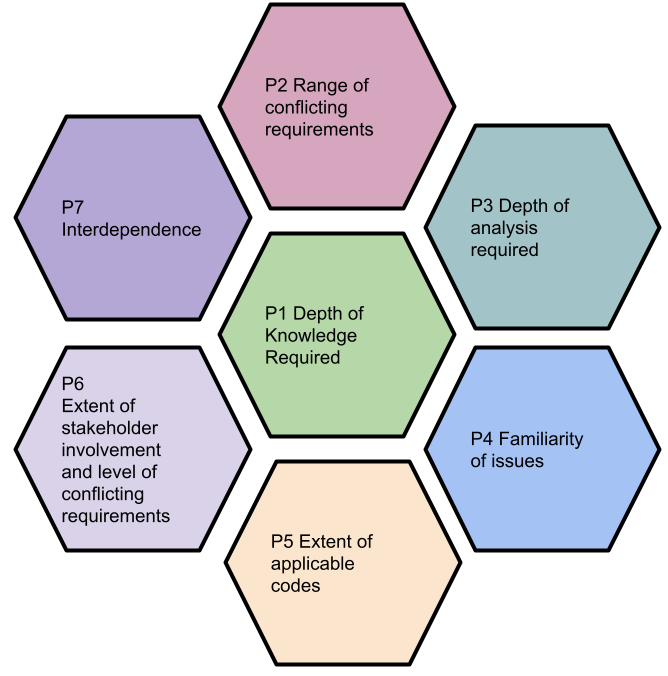 P2 Range of
conflicting
requirements
P7
Interdependence
P3 Depth of
analysis
required
P1 Depth of
Knowledge
Required
P6
Extent of
stakeholder
involvement
and level of
conflicting
requirements
P4 Familiarity
of issues
P5 Extent of
applicable
codes